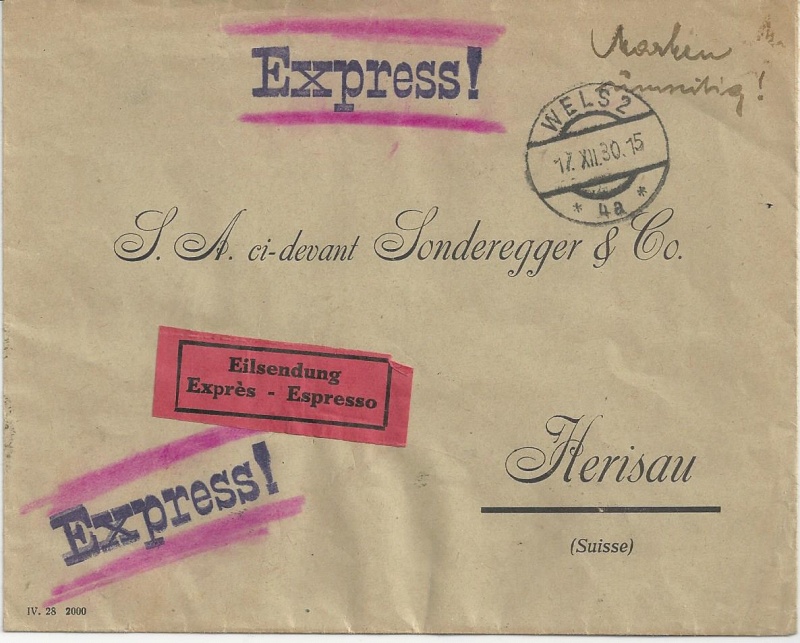 Express!
Marken
WELS 2
17. XII. 30. 15
* 4a *
S. A. ci-devant Sonderegger & Co.
Eilsendung
Exprès - Espresso
Herisau
(Suisse)
Express!
IV. 28 2000